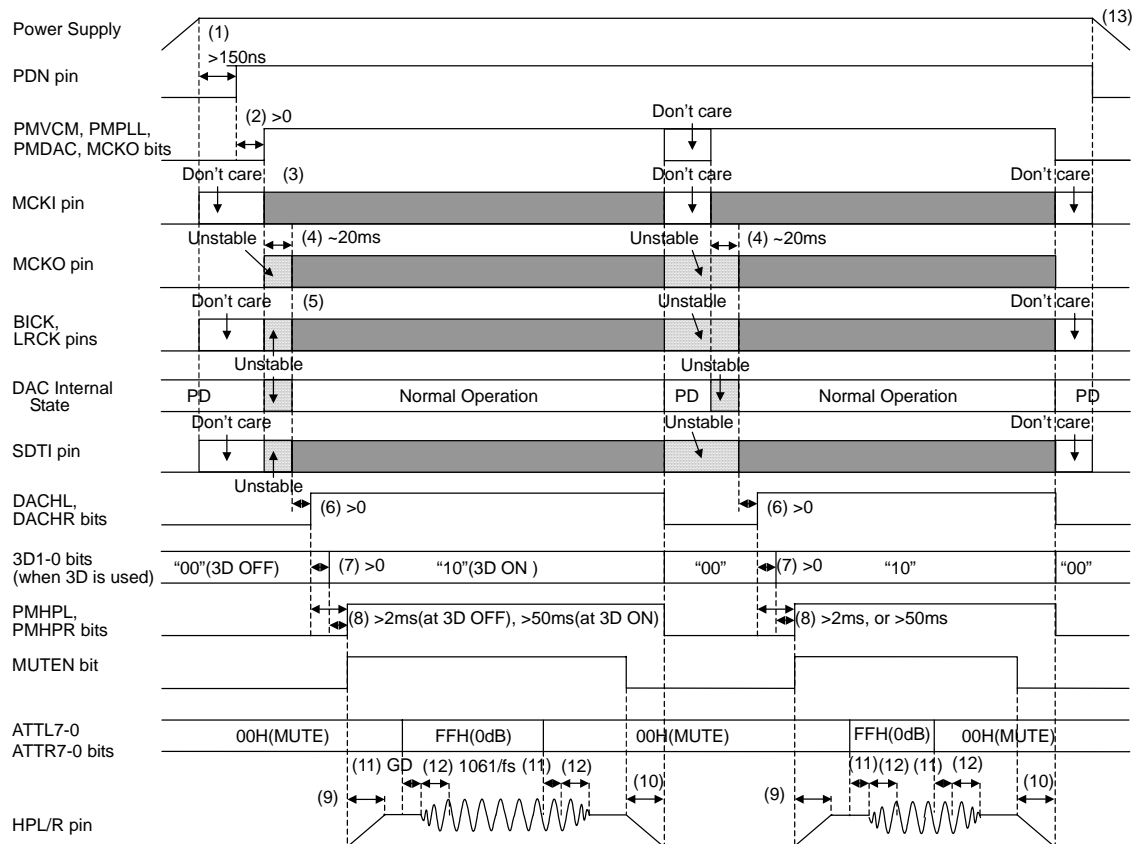 Power Supply
(1)
(13)
>150ns
PDN pin
(2) >0
Don't care
PMVCM, PMPLL,
PMDAC, MCKO bits
Don't care
(3)
Don't care
Don't care
MCKI pin
Unstable
(4) ~20ms
Unstable
(4) ~20ms
MCKO pin
Don't care
(5)
Unstable
Don't care
BICK,
LRCK pins
Unstable
Unstable
DAC Internal
State
PD
Normal Operation
PD
Normal Operation
PD
Don't care
Unstable
Don't care
SDTI pin
Unstable
DACHL,
DACHR bits
(6) >0
(6) >0
3D1-0 bits
(when 3D is used)
“00”(3D OFF)
(7) >0
“10”(3D ON )
“00”
(7) >0
“10”
“00”
PMHPL,
PMHPR bits
(8) >2ms(at 3D OFF), >50ms(at 3D ON)
(8) >2ms, or >50ms
MUTEN bit
ATTL7-0
ATTR7-0 bits
00H(MUTE)
FFH(0dB)
00H(MUTE)
FFH(0dB)
00H(MUTE)
(11) GD
(12)
1061/fs
(11)
(12)
(11)
(12)
(11)
(12)
(9)
(10)
(9)
(10)
HPL/R pin